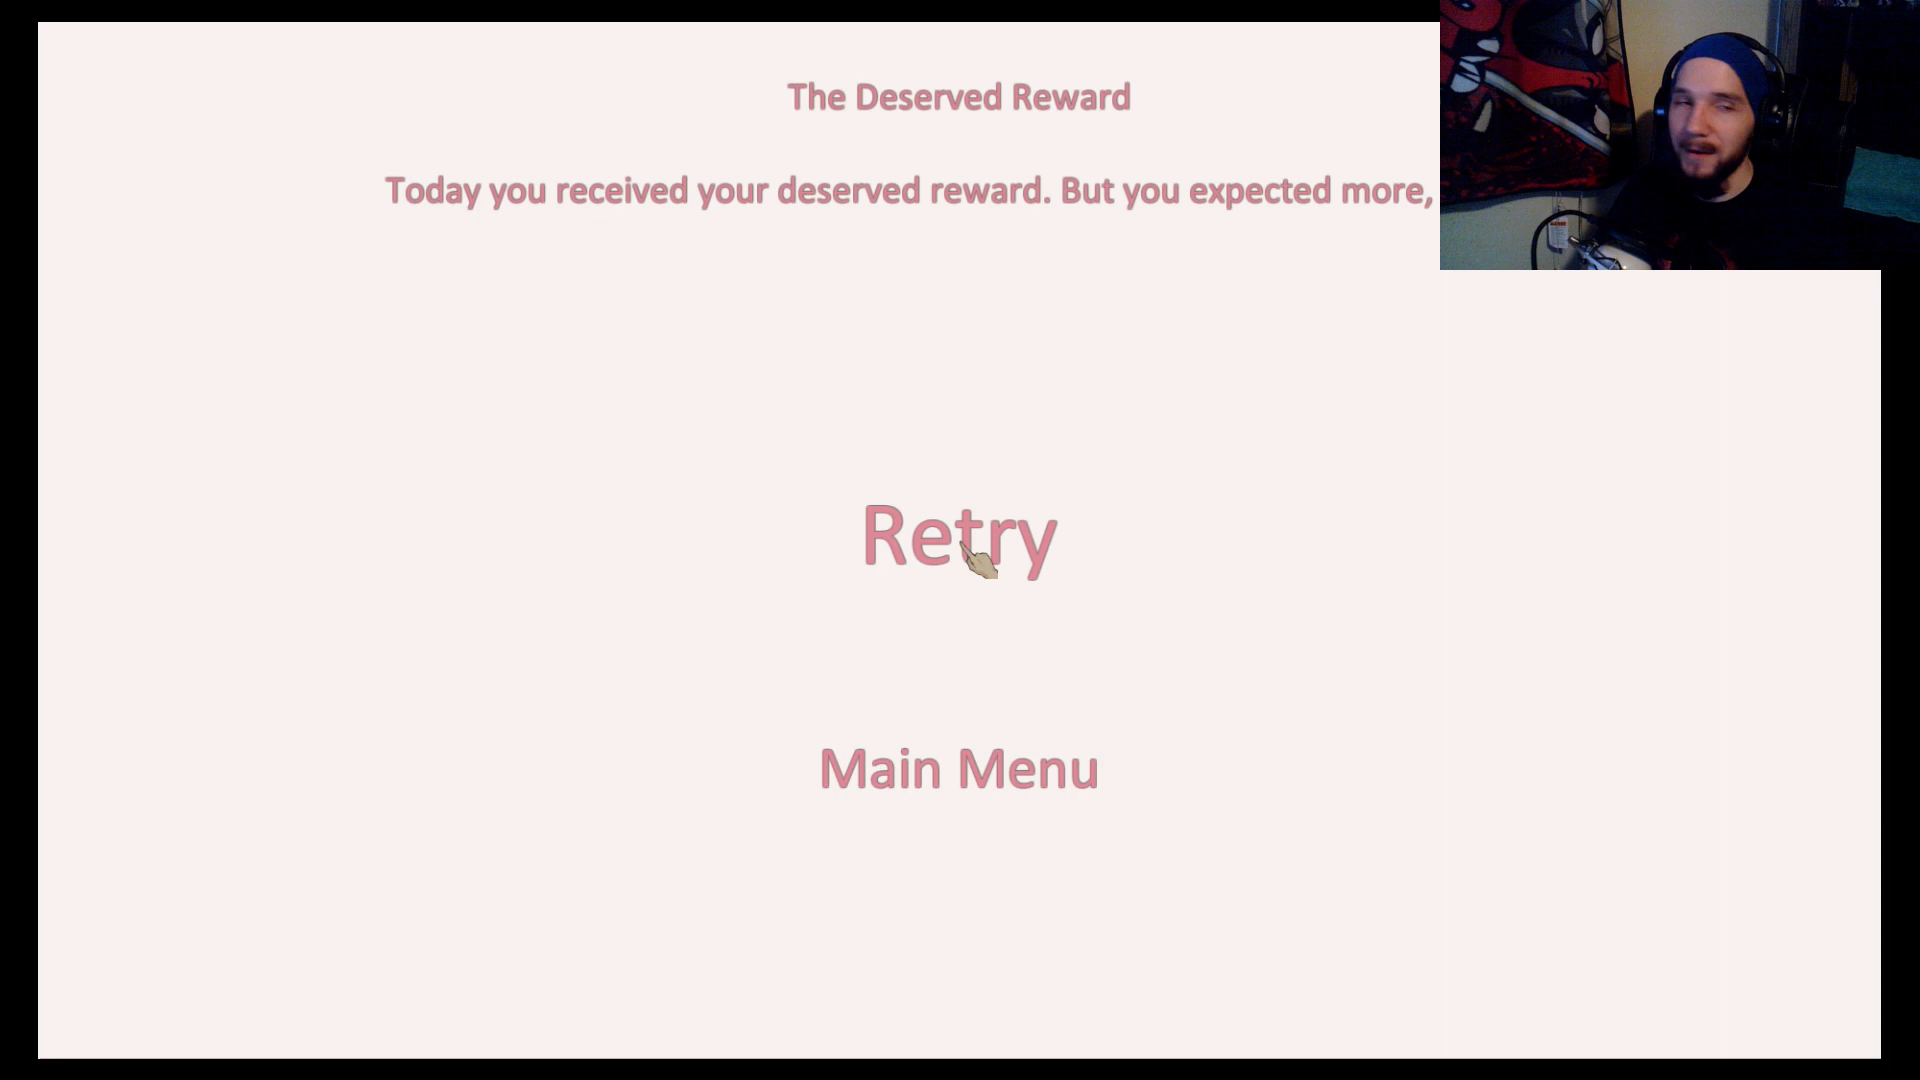 The Deserved Reward
Today you received your deserved reward. But you expected more,
Retry
Main Menu